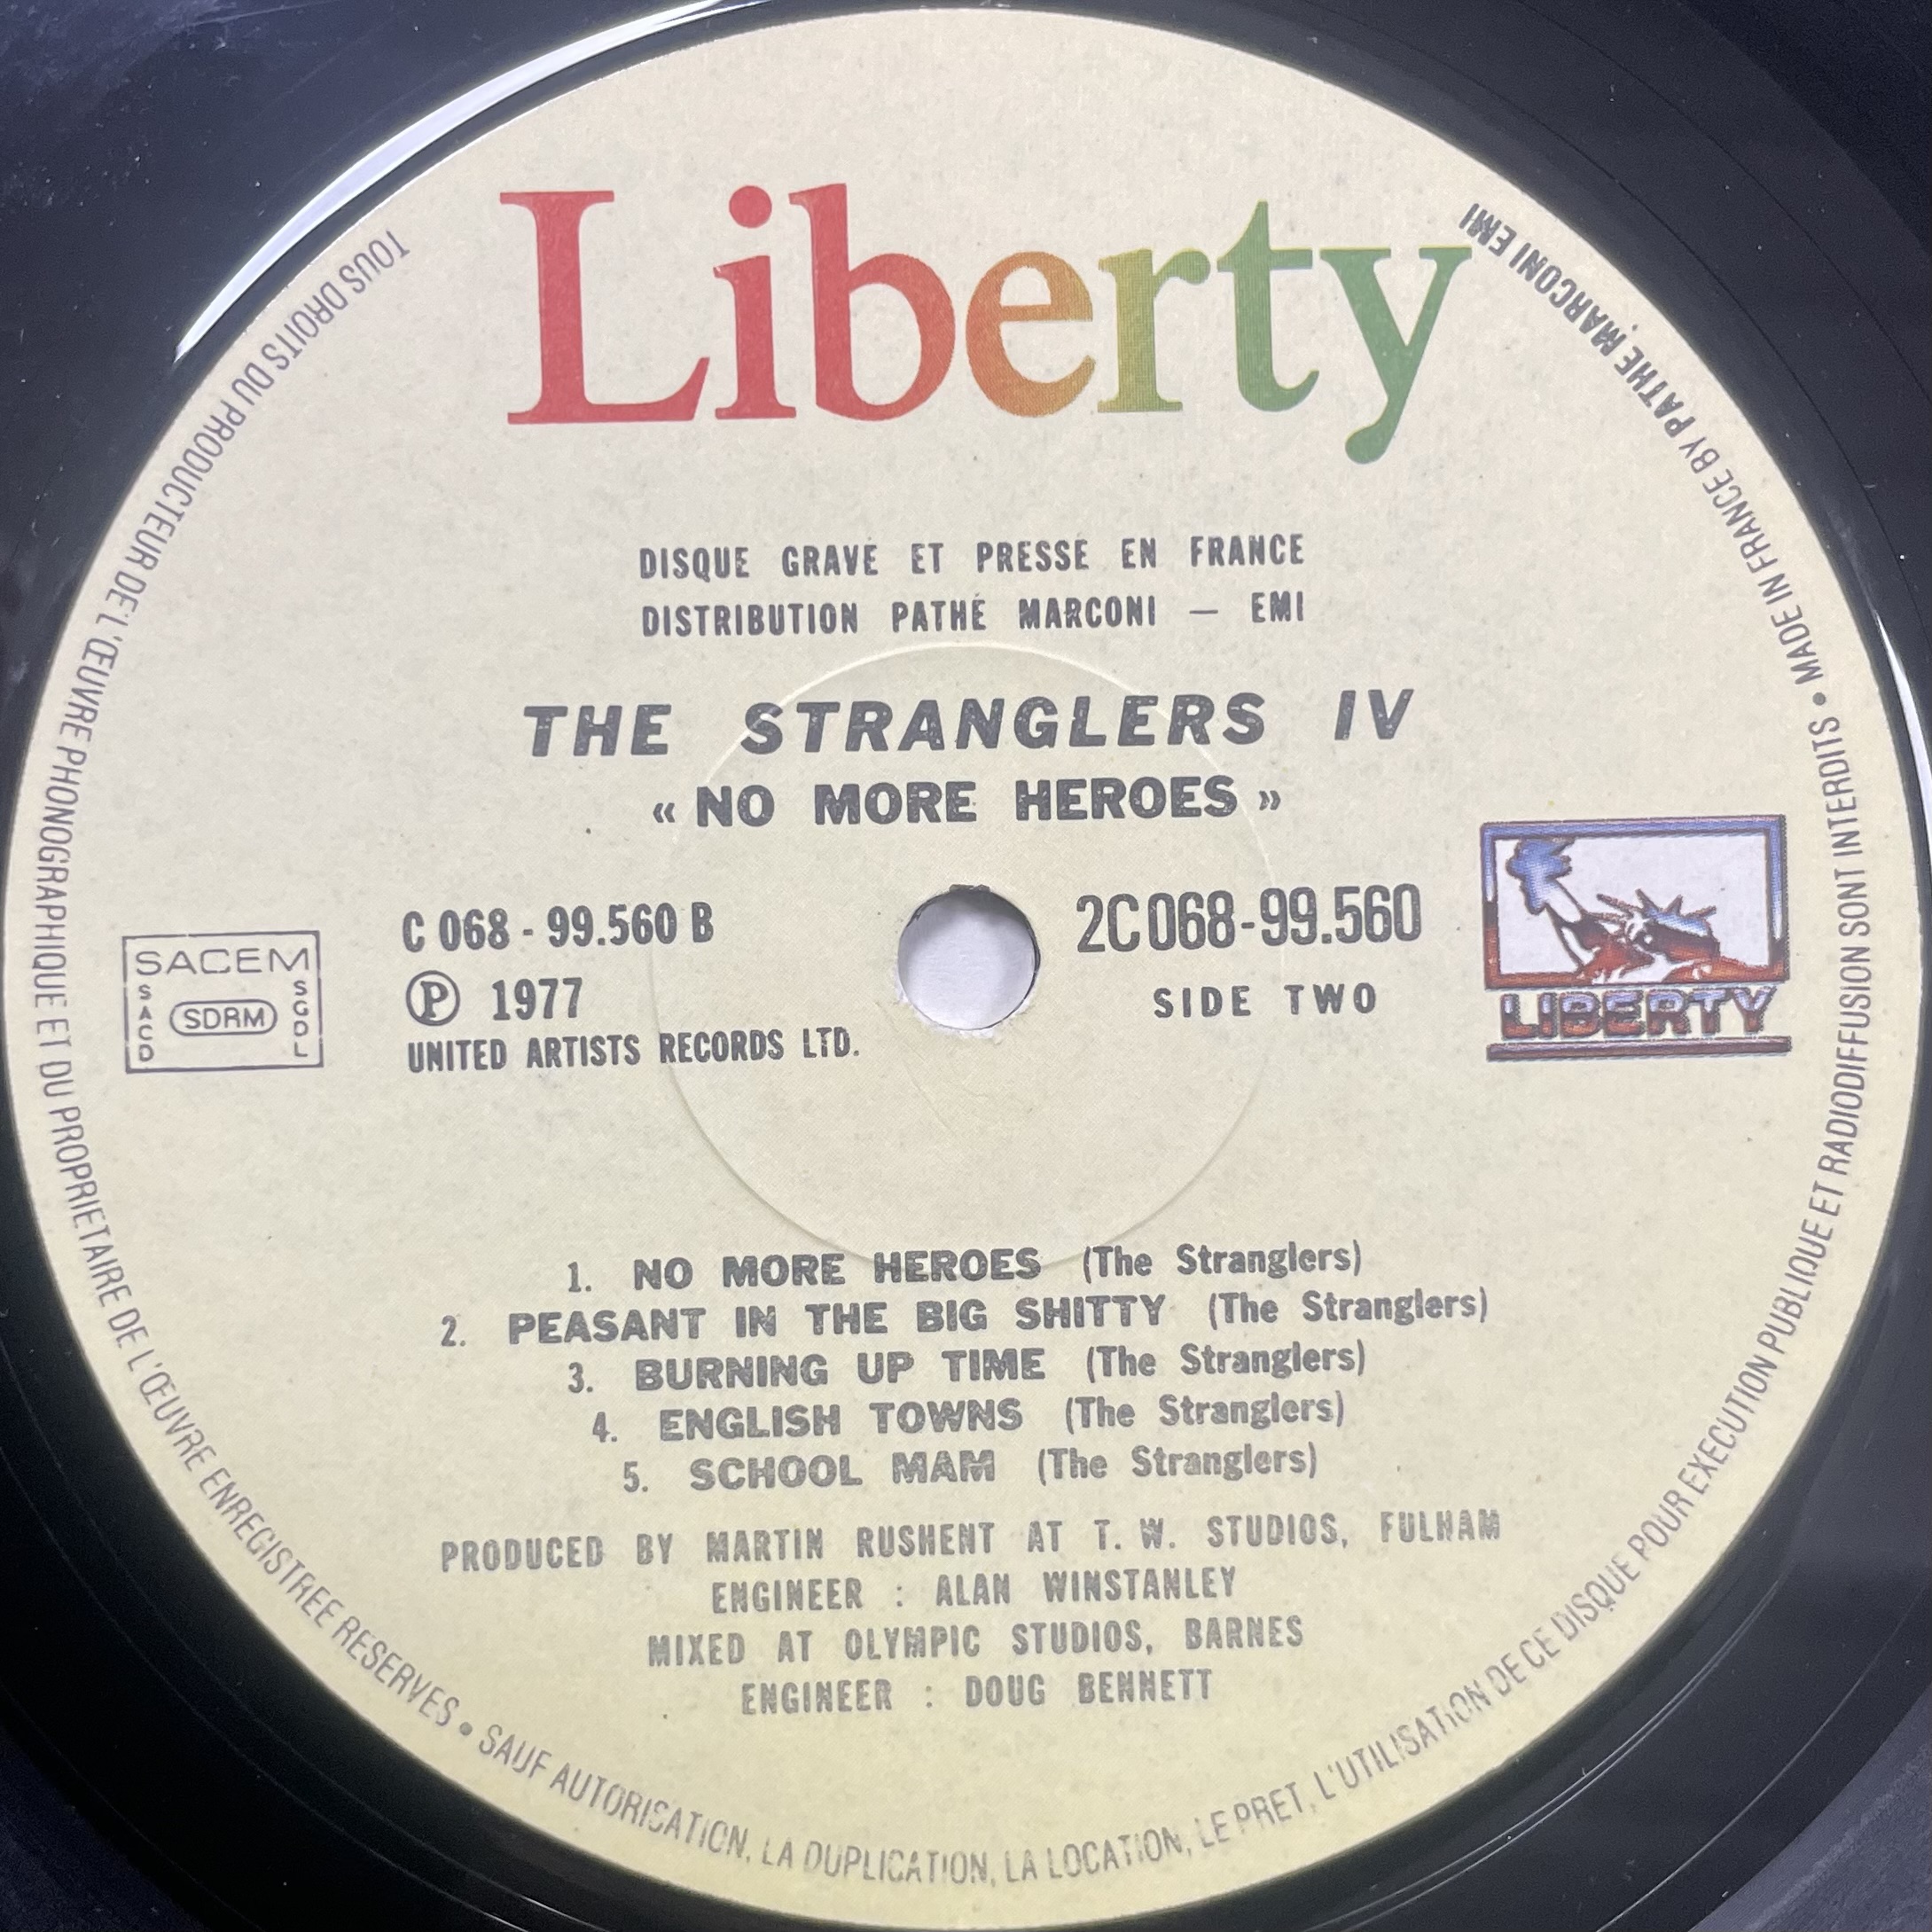 Liberty
DISQUE GRAVÉ ET PRESSÉ EN FRANCE
DISTRIBUTION PATHÉ MARCONI — EMI
THE STRANGLERS IV
« NO MORE HEROES »
C 068 - 99.560 B
Ⓟ 1977
UNITED ARTISTS RECORDS LTD.
2C068-99.560
SIDE TWO
SACEM
SACD
SDRM
SGDL
LIBERTY
1. NO MORE HEROES (The Stranglers)
2. PEASANT IN THE BIG SHITTY (The Stranglers)
3. BURNING UP TIME (The Stranglers)
4. ENGLISH TOWNS (The Stranglers)
5. SCHOOL MAM (The Stranglers)
PRODUCED BY MARTIN RUSHENT AT T. W. STUDIOS, FULHAM
ENGINEER : ALAN WINSTANLEY
MIXED AT OLYMPIC STUDIOS, BARNES
ENGINEER : DOUG BENNETT
TOUS DROITS DU PRODUCTEUR DE L'ŒUVRE PHONOGRAPHIQUE ET DU PROPRIETAIRE DE L'ŒUVRE ENREGISTREE RESERVES • SAUF AUTORISATION, LA DUPLICATION, LA LOCATION, LE PRET, L'UTILISATION DE CE DISQUE POUR EXECUTION PUBLIQUE ET RADIODIFFUSION SONT INTERDITS • MADE IN FRANCE BY PATHE MARCONI EMI